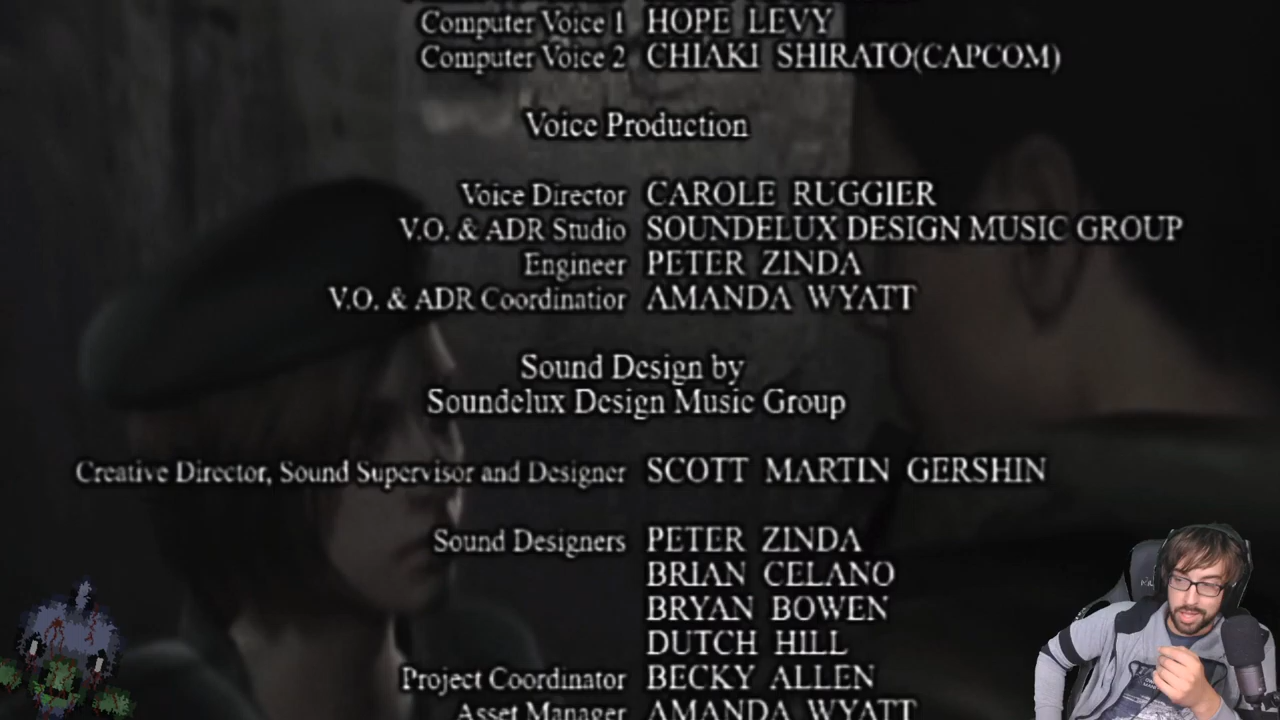 Computer Voice 1 HOPE LEVY
Computer Voice 2 CHIAKI SHIRATO(CAPCOM)
Voice Production
Voice Director CAROLE RUGGIER
V.O. & ADR Studio SOUNDELUX DESIGN MUSIC GROUP
Engineer PETER ZINDA
V.O. & ADR Coordinatior AMANDA WYATT
Sound Design by
Soundelux Design Music Group
Creative Director, Sound Supervisor and Designer SCOTT MARTIN GERSHIN
Sound Designers PETER ZINDA
BRIAN CELANO
BRYAN BOWEN
DUTCH HILL
Project Coordinator BECKY ALLEN
Asset Manager AMANDA WYATT